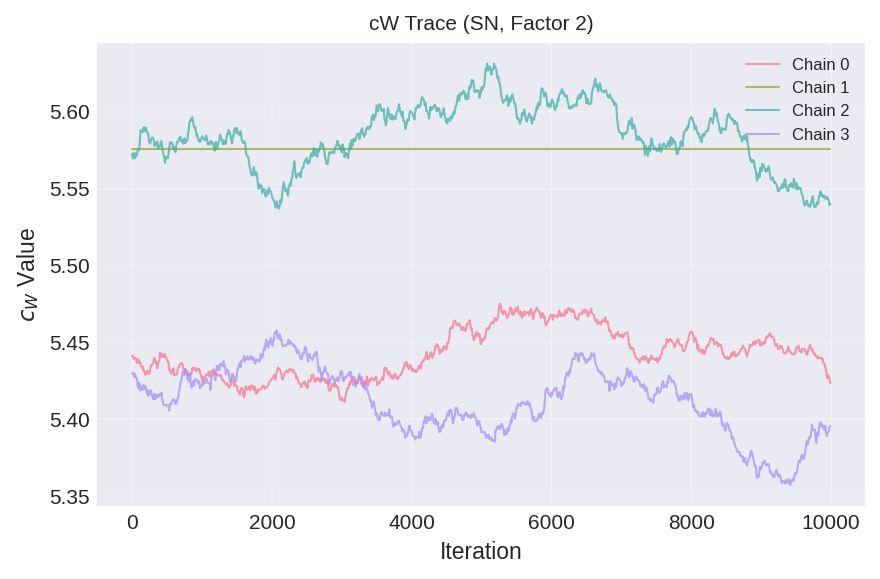 cW Trace (SN, Factor 2)
Chain 0
Chain 1
Chain 2
Chain 3
5.60
5.55
5.50
5.45
5.40
5.35
c_W Value
0 2000 4000 6000 8000 10000
Iteration